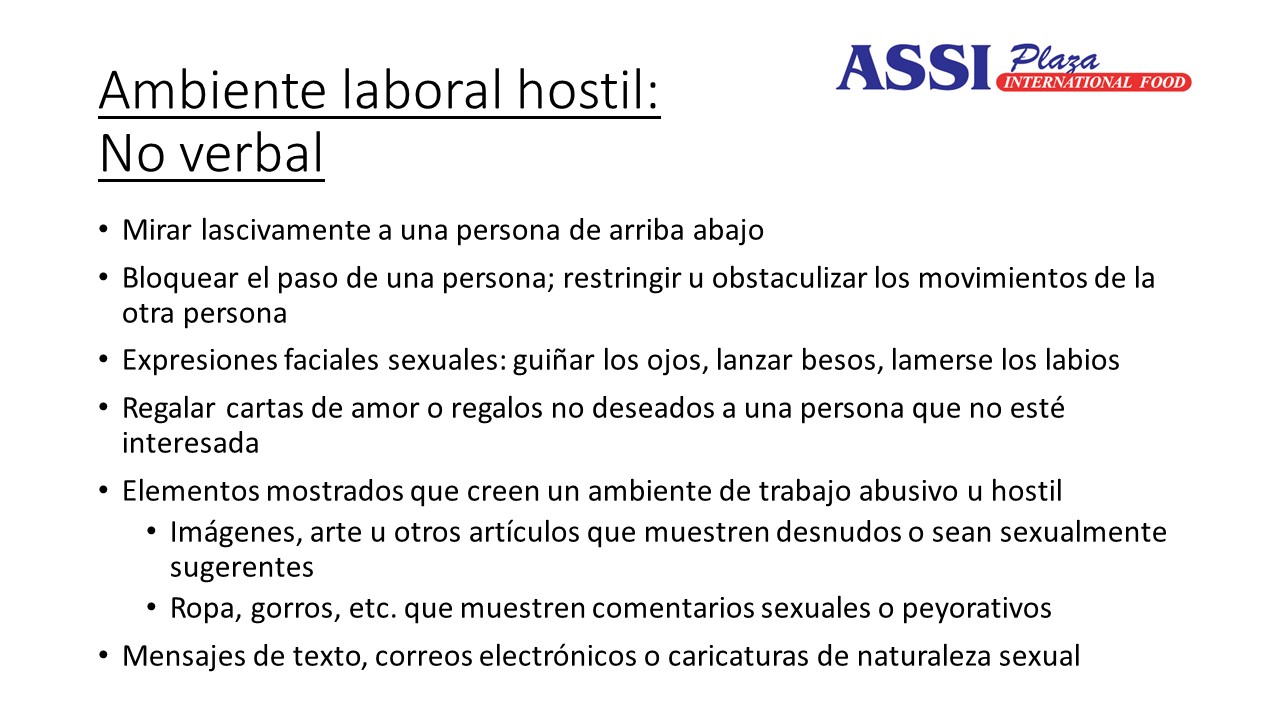 Ambiente laboral hostil:
No verbal
ASSI Plaza
INTERNATIONAL FOOD
• Mirar lascivamente a una persona de arriba abajo
• Bloquear el paso de una persona; restringir u obstaculizar los movimientos de la
otra persona
• Expresiones faciales sexuales: guiñar los ojos, lanzar besos, lamerse los labios
• Regalar cartas de amor o regalos no deseados a una persona que no esté
interesada
• Elementos mostrados que creen un ambiente de trabajo abusivo u hostil
• Imágenes, arte u otros artículos que muestren desnudos o sean sexualmente
sugerentes
• Ropa, gorros, etc. que muestren comentarios sexuales o peyorativos
• Mensajes de texto, correos electrónicos o caricaturas de naturaleza sexual